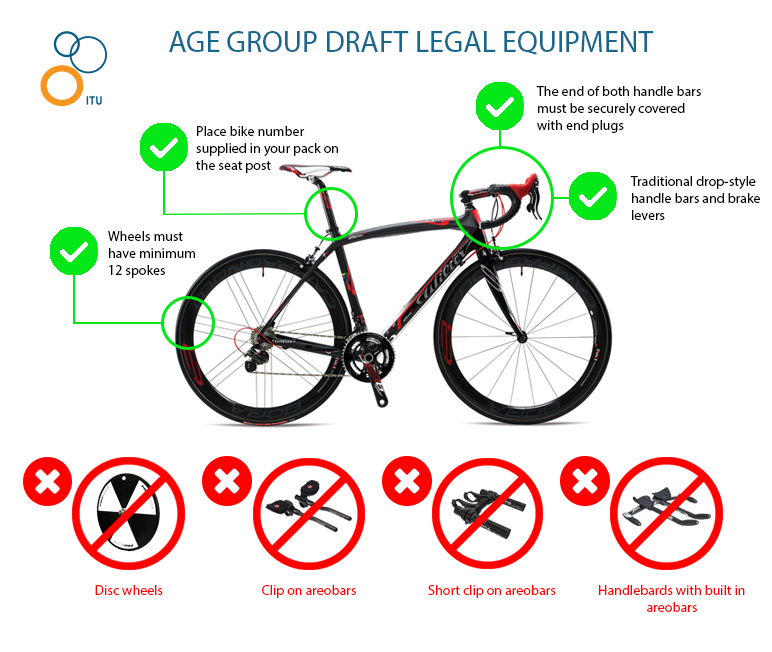 AGE GROUP DRAFT LEGAL EQUIPMENT
ITU
The end of both handle bars
must be securely covered
with end plugs
Place bike number
supplied in your pack on
the seat post
Traditional drop-style
handle bars and brake
levers
Wheels must
have minimum
12 spokes
Wilier
Disc wheels
Clip on areobars
Short clip on areobars
Handlebards with built in
areobars